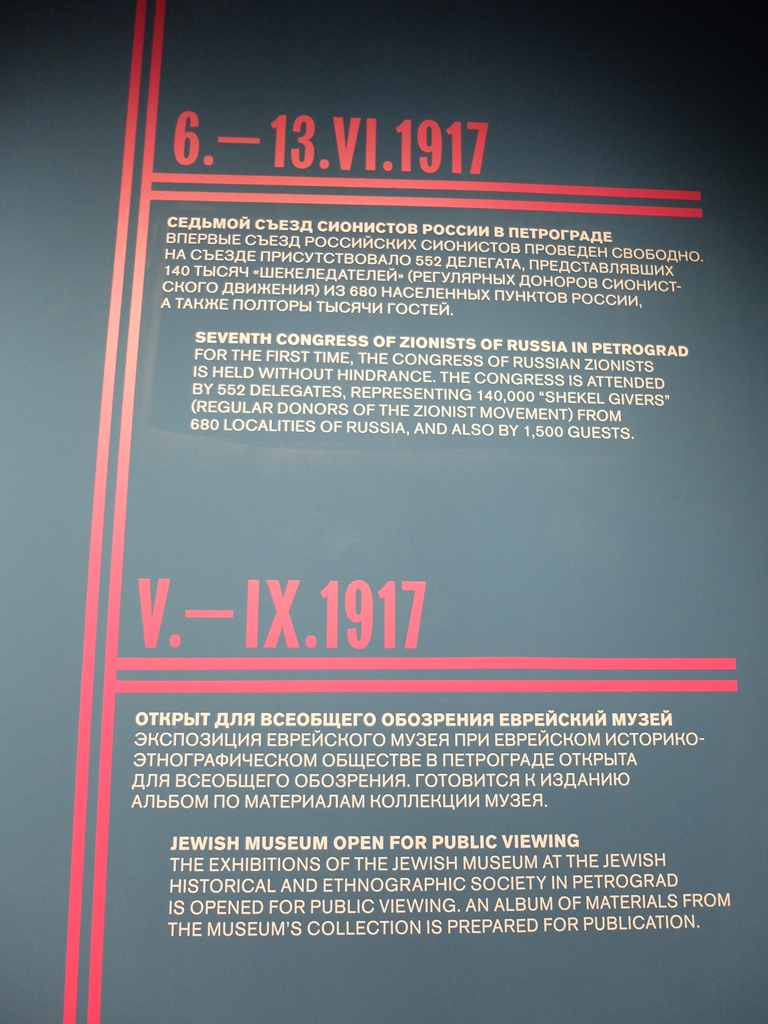 6.—13.VI.1917
СЕДЬМОЙ СЪЕЗД СИОНИСТОВ РОССИИ В ПЕТРОГРАДЕ
ВПЕРВЫЕ СЪЕЗД РОССИЙСКИХ СИОНИСТОВ ПРОВЕДЕН СВОБОДНО.
НА СЪЕЗДЕ ПРИСУТСТВОВАЛО 552 ДЕЛЕГАТА, ПРЕДСТАВЛЯВШИХ
140 ТЫСЯЧ «ШЕКЕЛЕДАТЕЛЕЙ» (РЕГУЛЯРНЫХ ДОНОРОВ СИОНИСТ-
СКОГО ДВИЖЕНИЯ) ИЗ 680 НАСЕЛЕННЫХ ПУНКТОВ РОССИИ,
А ТАКЖЕ ПОЛТОРЫ ТЫСЯЧИ ГОСТЕЙ.
SEVENTH CONGRESS OF ZIONISTS OF RUSSIA IN PETROGRAD
FOR THE FIRST TIME, THE CONGRESS OF RUSSIAN ZIONISTS
IS HELD WITHOUT HINDRANCE. THE CONGRESS IS ATTENDED
BY 552 DELEGATES, REPRESENTING 140,000 “SHEKEL GIVERS”
(REGULAR DONORS OF THE ZIONIST MOVEMENT) FROM
680 LOCALITIES OF RUSSIA, AND ALSO BY 1,500 GUESTS.
V.—IX.1917
ОТКРЫТ ДЛЯ ВСЕОБЩЕГО ОБОЗРЕНИЯ ЕВРЕЙСКИЙ МУЗЕЙ
ЭКСПОЗИЦИЯ ЕВРЕЙСКОГО МУЗЕЯ ПРИ ЕВРЕЙСКОМ ИСТОРИКО-
ЭТНОГРАФИЧЕСКОМ ОБЩЕСТВЕ В ПЕТРОГРАДЕ ОТКРЫТА
ДЛЯ ВСЕОБЩЕГО ОБОЗРЕНИЯ. ГОТОВИТСЯ К ИЗДАНИЮ
АЛЬБОМ ПО МАТЕРИАЛАМ КОЛЛЕКЦИИ МУЗЕЯ.
JEWISH MUSEUM OPEN FOR PUBLIC VIEWING
THE EXHIBITIONS OF THE JEWISH MUSEUM AT THE JEWISH
HISTORICAL AND ETHNOGRAPHIC SOCIETY IN PETROGRAD
IS OPENED FOR PUBLIC VIEWING. AN ALBUM OF MATERIALS FROM
THE MUSEUM’S COLLECTION IS PREPARED FOR PUBLICATION.